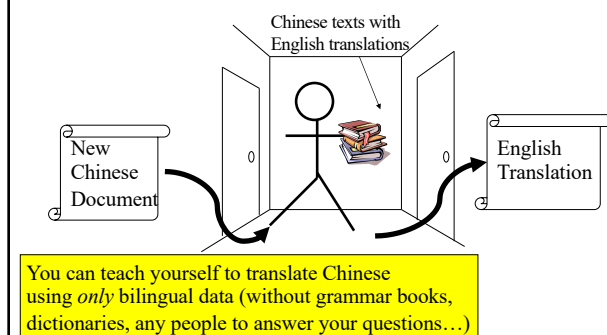 Chinese texts with
English translations
New
Chinese
Document
English
Translation
You can teach yourself to translate Chinese
using only bilingual data (without grammar books,
dictionaries, any people to answer your questions…)